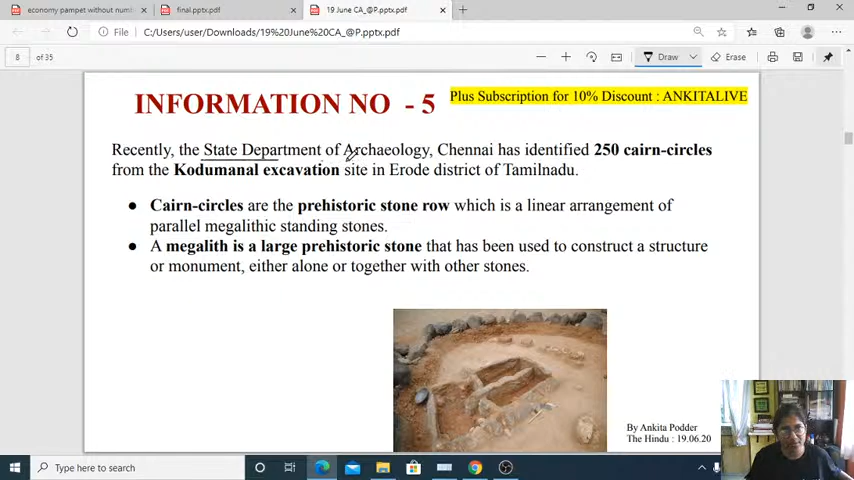 economy pampet without num
final.pptx.pdf
19 June CA_@P.pptx.pdf
File
C:/Users/user/Downloads/19%20June%20CA_@P.pptx.pdf
8 of 35
Draw
Erase
INFORMATION NO - 5
Plus Subscription for 10% Discount : ANKITALIVE
Recently, the State Department of Archaeology, Chennai has identified 250 cairn-circles
from the Kodumanal excavation site in Erode district of Tamilnadu.
● Cairn-circles are the prehistoric stone row which is a linear arrangement of
parallel megalithic standing stones.
● A megalith is a large prehistoric stone that has been used to construct a structure
or monument, either alone or together with other stones.
By Ankita Podder
The Hindu : 19.06.20
Type here to search